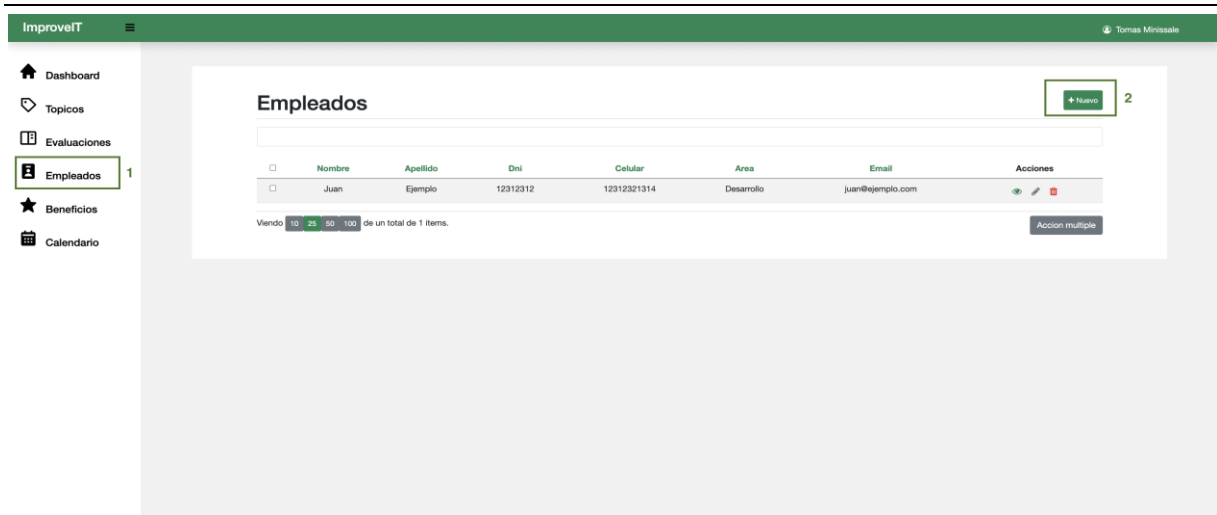 ImproveIT
Tomas Minissale
Dashboard
Topicos
Evaluaciones
Empleados 1
Beneficios
Calendario
Empleados
+ Nuevo 2
Nombre Apellido Dni Celular Area Email Acciones
Juan Ejemplo 12312312 12312321314 Desarrollo juan@ejemplo.com
Viendo 10 25 50 100 de un total de 1 items.
Accion multiple